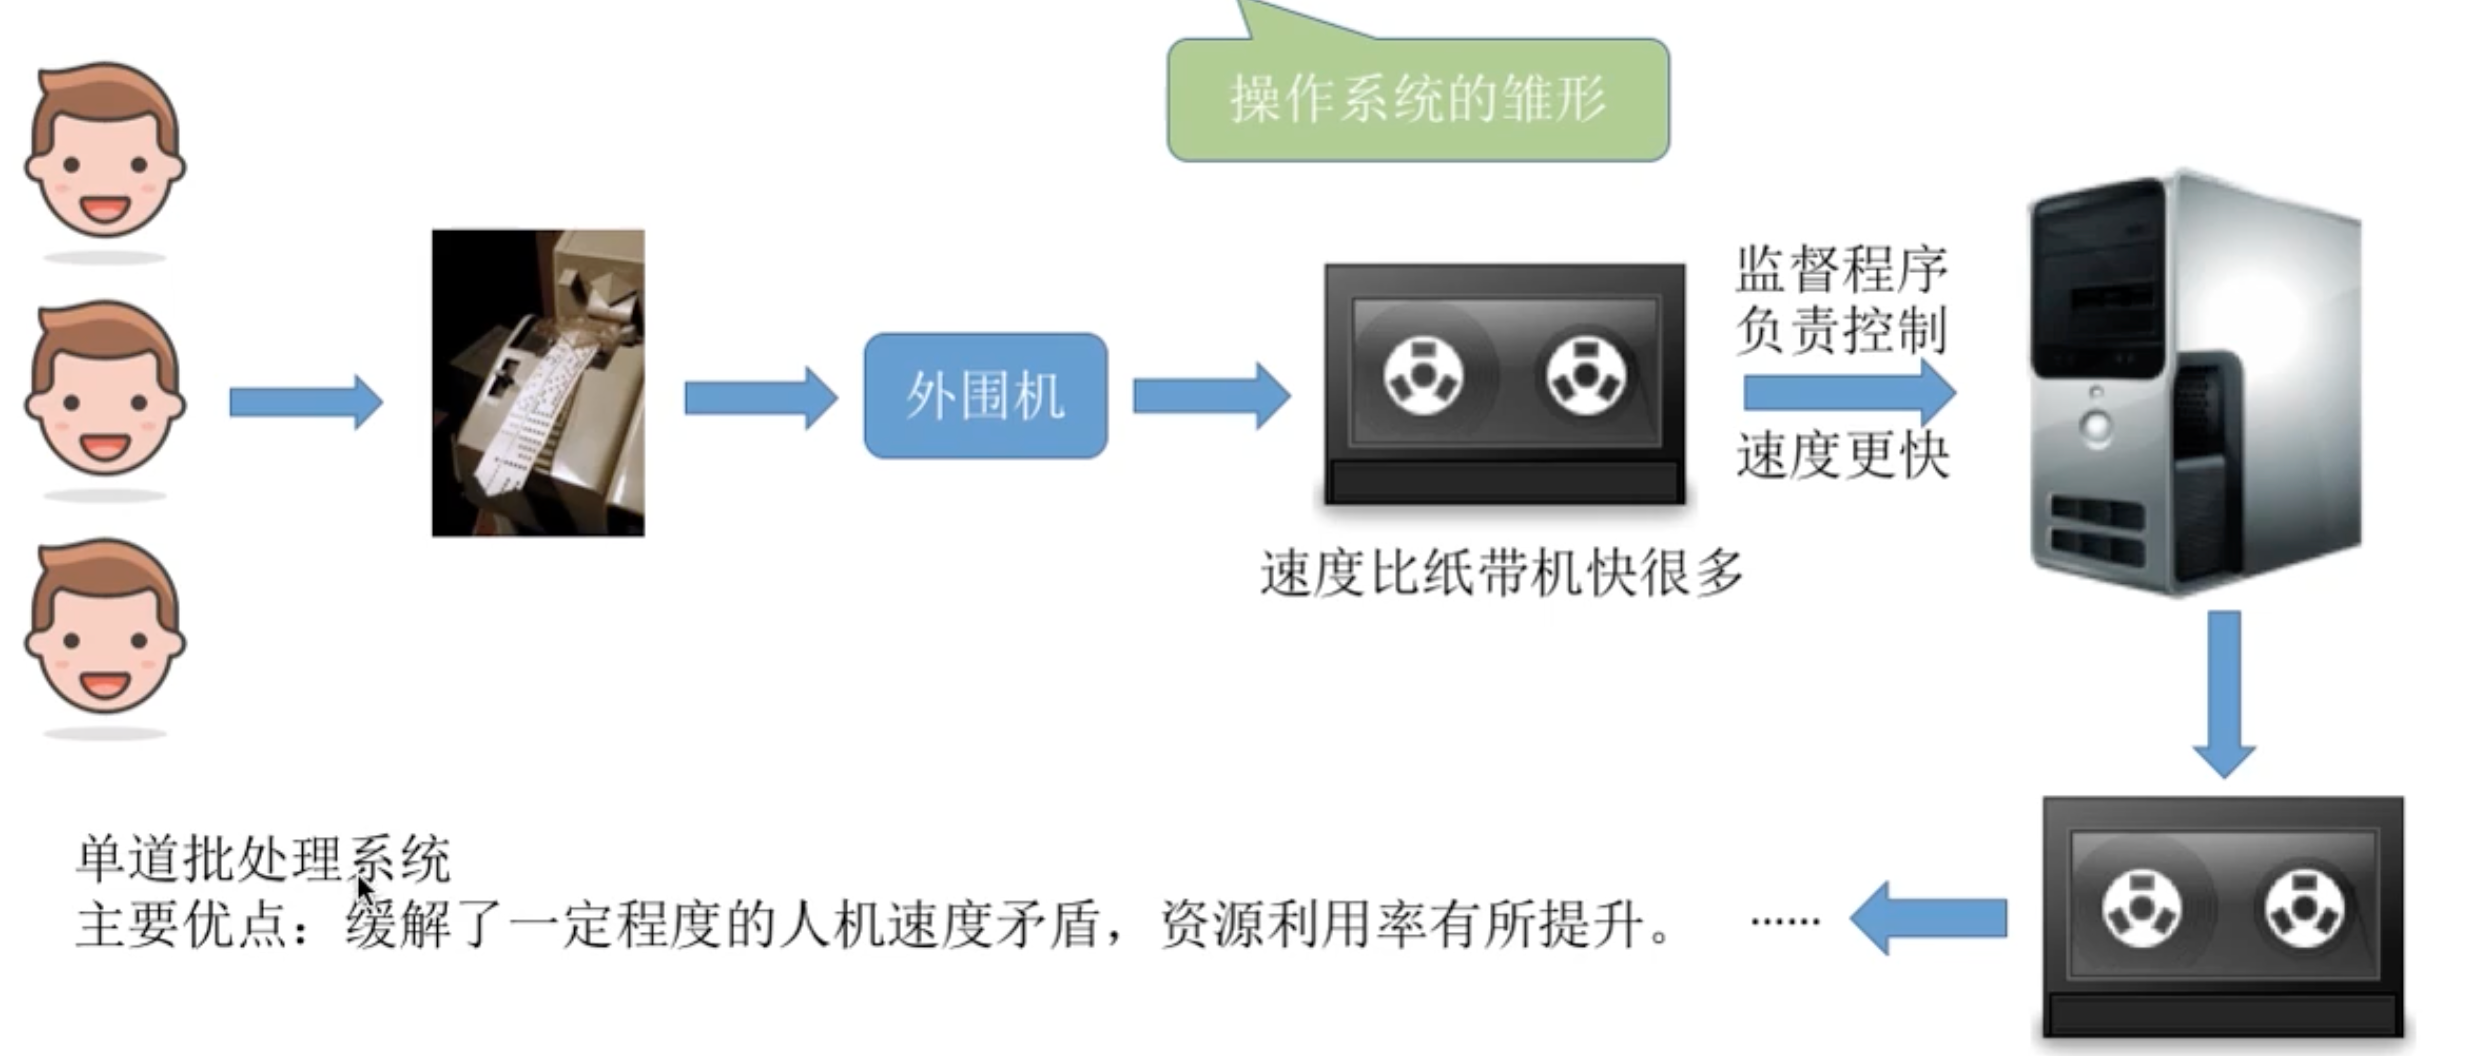 操作系统的雏形
外围机
监督程序
负责控制
速度更快
速度比纸带机快很多
单道批处理系统
主要优点：缓解了一定程度的人机速度矛盾，资源利用率有所提升。
……